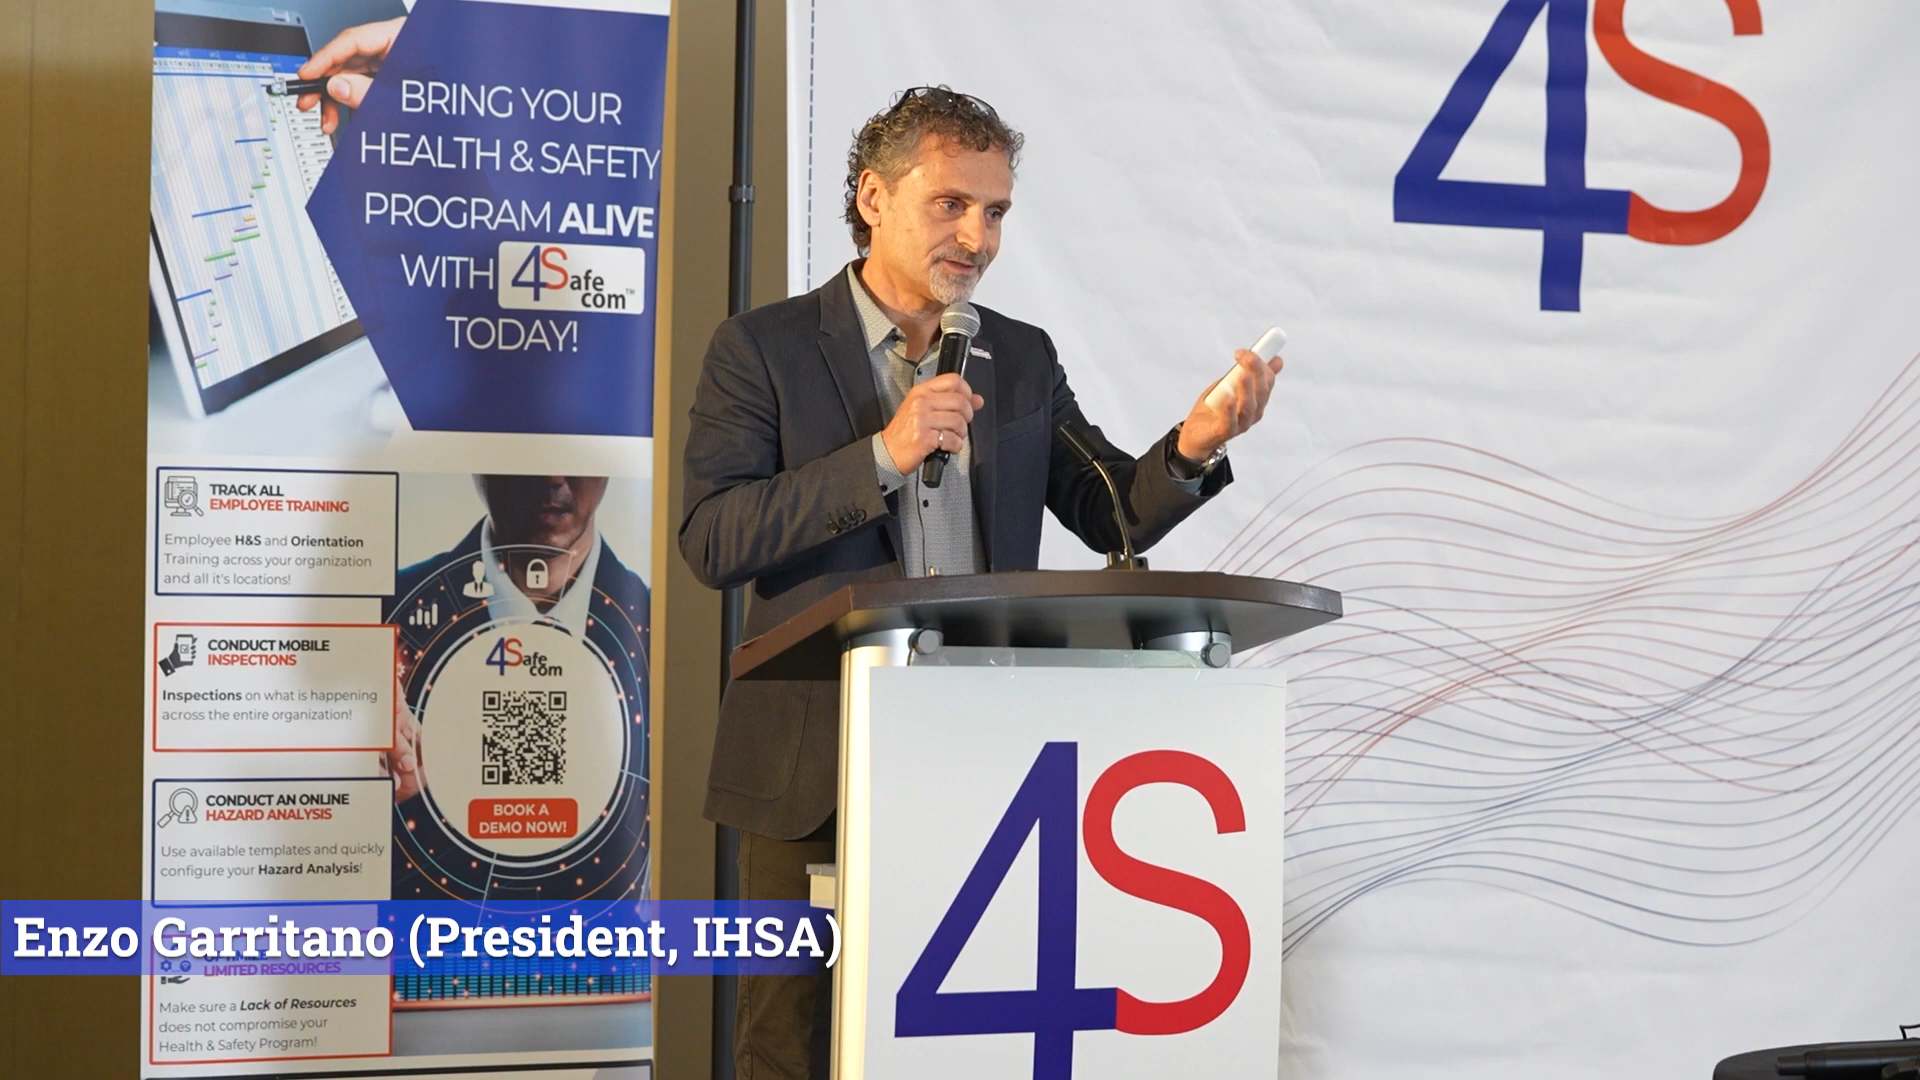 BRING YOUR
HEALTH & SAFETY
PROGRAM ALIVE
WITH 4Safe com™
TODAY!
4S
TRACK ALL
EMPLOYEE TRAINING
Employee H&S and Orientation
Training across your organization
and all it's locations!
CONDUCT MOBILE
INSPECTIONS
Inspections on what is happening
across the entire organization!
4Safe
com
BOOK A
DEMO NOW!
CONDUCT AN ONLINE
HAZARD ANALYSIS
Use available templates and quickly
configure your Hazard Analysis!
4S
Enzo Garritano (President, IHSA)
LIMITED RESOURCES
Make sure a Lack of Resources
does not compromise your
Health & Safety Program!